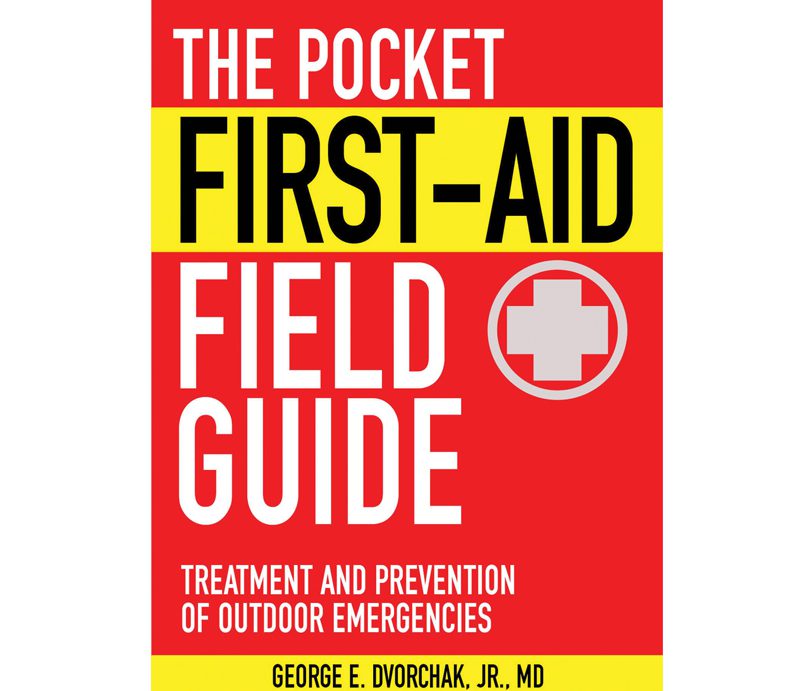 THE POCKET
FIRST-AID
FIELD
GUIDE
TREATMENT AND PREVENTION
OF OUTDOOR EMERGENCIES
GEORGE E. DVORCHAK, JR., MD